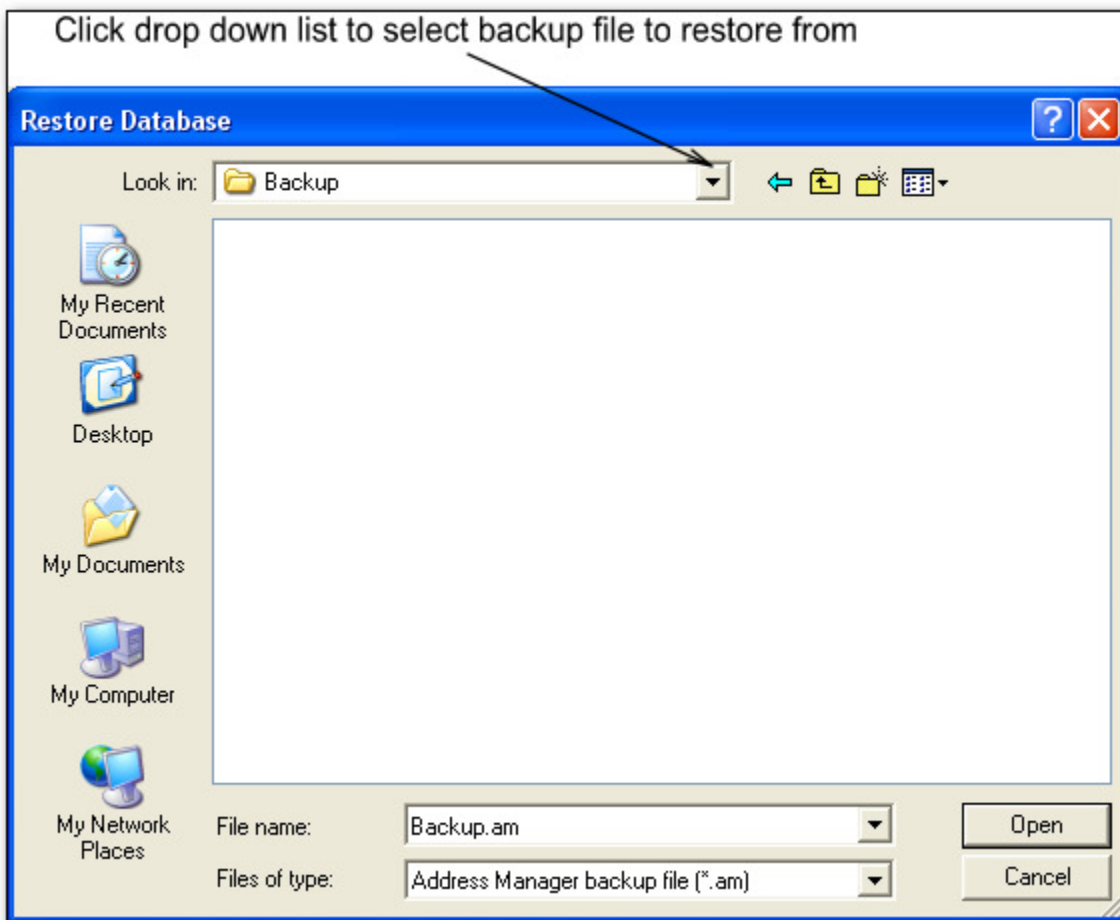 Click drop down list to select backup file to restore from
Restore Database
Look in:
Backup
My Recent
Documents
Desktop
My Documents
My Computer
My Network
Places
File name:
Backup.am
Open
Files of type:
Address Manager backup file (*.am)
Cancel